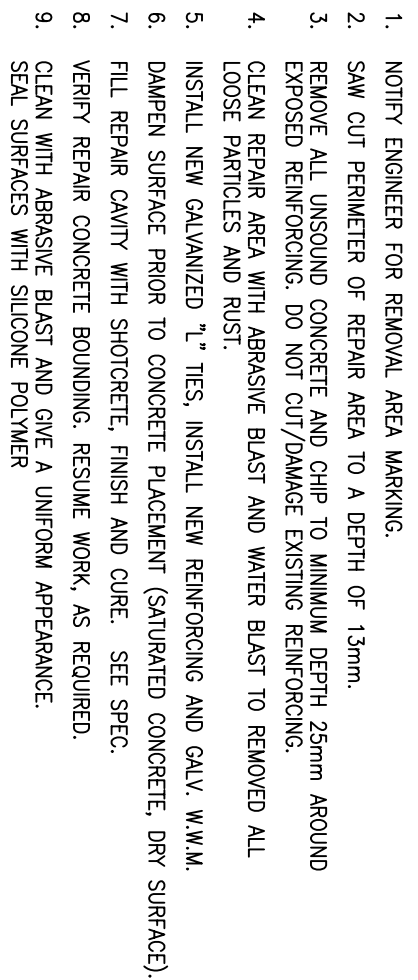 1. NOTIFY ENGINEER FOR REMOVAL AREA MARKING.
2. SAW CUT PERIMETER OF REPAIR AREA TO A DEPTH OF 13mm.
3. REMOVE ALL UNSOUND CONCRETE AND CHIP TO MINIMUM DEPTH 25mm AROUND
EXPOSED REINFORCING. DO NOT CUT/DAMAGE EXISTING REINFORCING.
4. CLEAN REPAIR AREA WITH ABRASIVE BLAST AND WATER BLAST TO REMOVED ALL
LOOSE PARTICLES AND RUST.
5. INSTALL NEW GALVANIZED "L" TIES, INSTALL NEW REINFORCING AND GALV. W.W.M.
6. DAMPEN SURFACE PRIOR TO CONCRETE PLACEMENT (SATURATED CONCRETE, DRY SURFACE).
7. FILL REPAIR CAVITY WITH SHOTCRETE, FINISH AND CURE. SEE SPEC.
8. VERIFY REPAIR CONCRETE BOUNDING. RESUME WORK, AS REQUIRED.
9. CLEAN WITH ABRASIVE BLAST AND GIVE A UNIFORM APPEARANCE.
SEAL SURFACES WITH SILICONE POLYMER